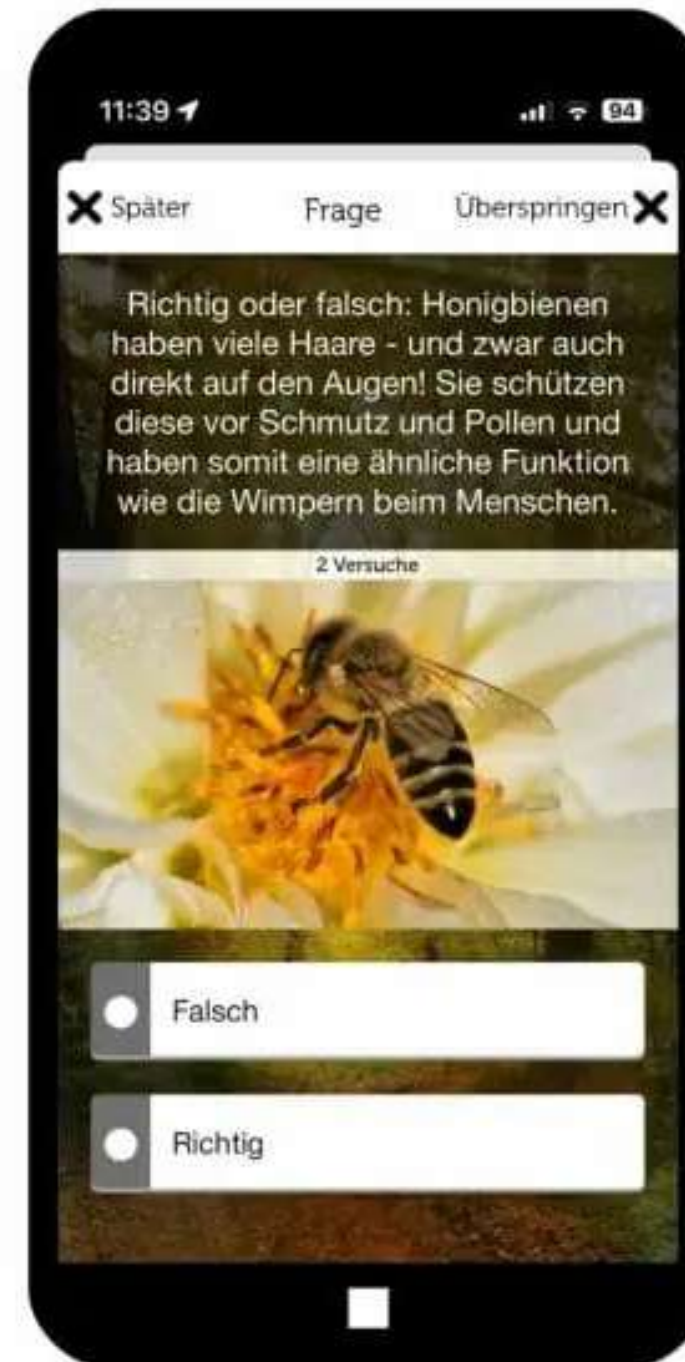 11:39
94
Später Frage Überspringen
Richtig oder falsch: Honigbienen
haben viele Haare - und zwar auch
direkt auf den Augen! Sie schützen
diese vor Schmutz und Pollen und
haben somit eine ähnliche Funktion
wie die Wimpern beim Menschen.
2 Versuche
Falsch
Richtig